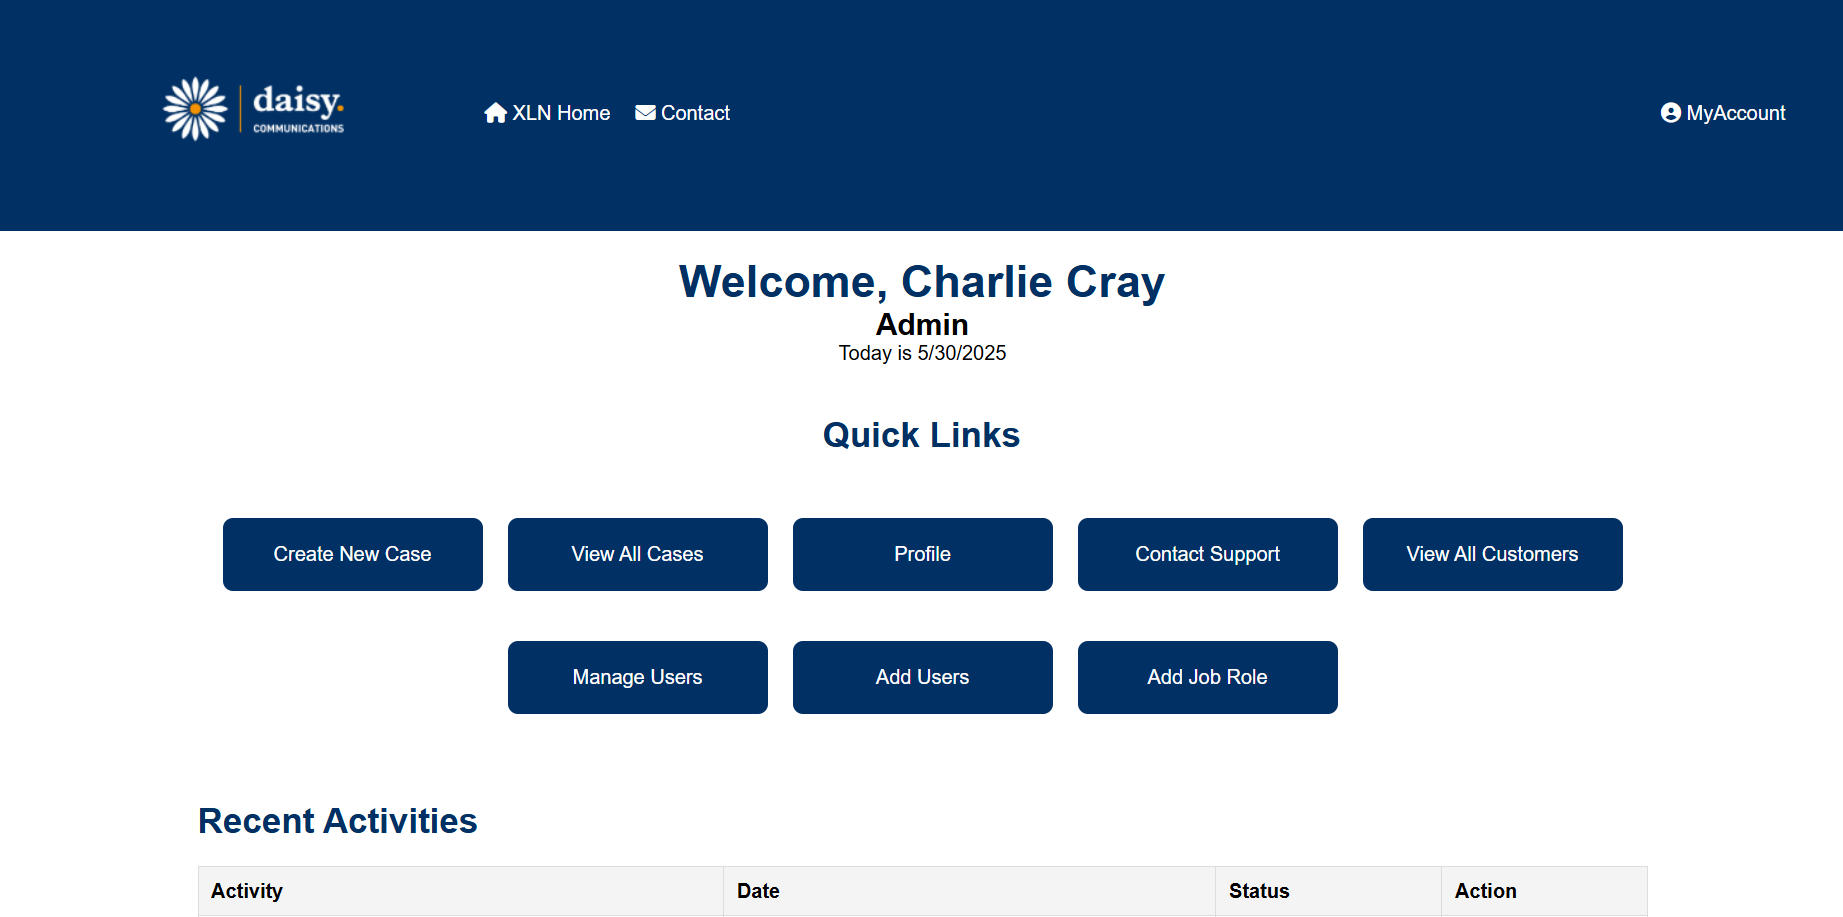 daisy.
COMMUNICATIONS
XLN Home
Contact
MyAccount
Welcome, Charlie Cray
Admin
Today is 5/30/2025
Quick Links
Create New Case
View All Cases
Profile
Contact Support
View All Customers
Manage Users
Add Users
Add Job Role
Recent Activities
Activity
Date
Status
Action